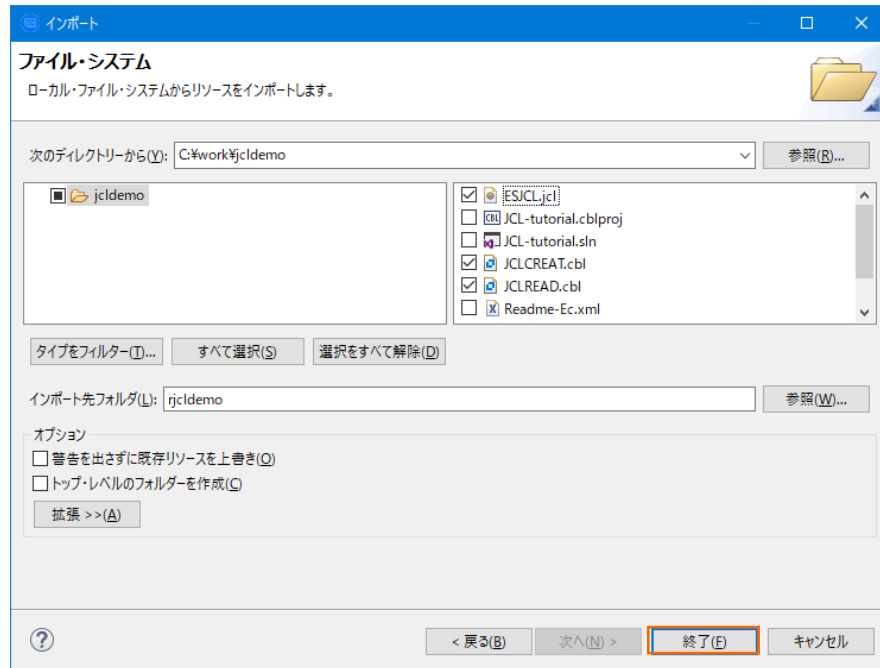 インポート
ファイル・システム
ローカル・ファイル・システムからリソースをインポートします。
次のディレクトリーから(Y): C:¥work¥jcldemo 参照(R)...
jcldemo
ESJCL.jcl
CBL JCL-tutorial.cblproj
JCL-tutorial.sln
JCLCREAT.cbl
JCLREAD.cbl
X Readme-Ec.xml
タイプをフィルター(T)... すべて選択(S) 選択をすべて解除(D)
インポート先フォルダ(L): rjcldemo 参照(W)...
オプション
警告を出さずに既存リソースを上書き(O)
トップ・レベルのフォルダーを作成(C)
拡張 >>(A)
? < 戻る(B) 次へ(N) > 終了(F) キャンセル